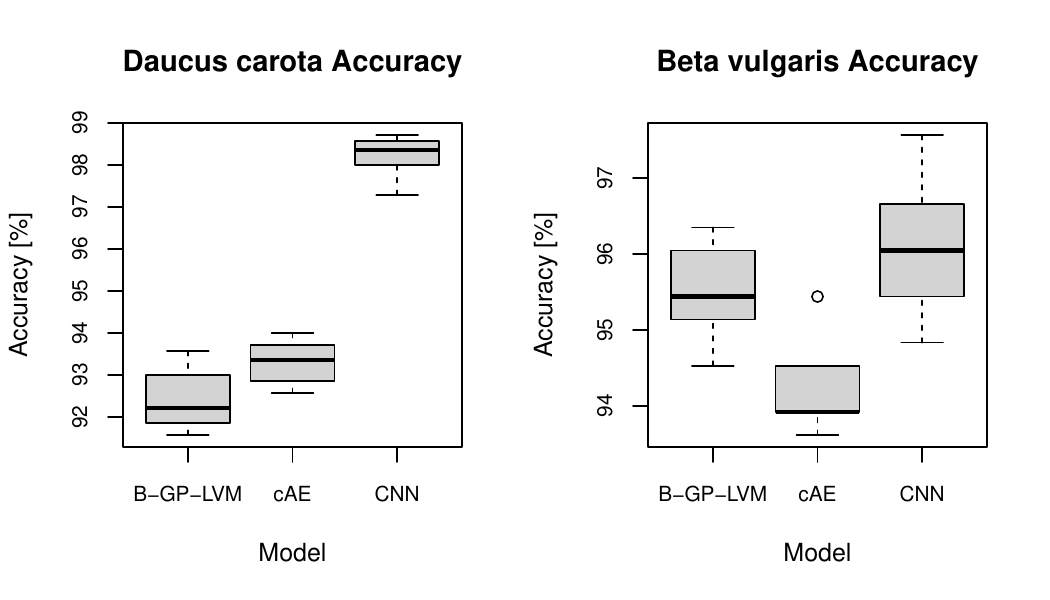 Daucus carota Accuracy
Accuracy [%]
99
98
97
96
95
94
93
92
B−GP−LVM cAE CNN
Model
Beta vulgaris Accuracy
Accuracy [%]
97
96
95
94
B−GP−LVM cAE CNN
Model